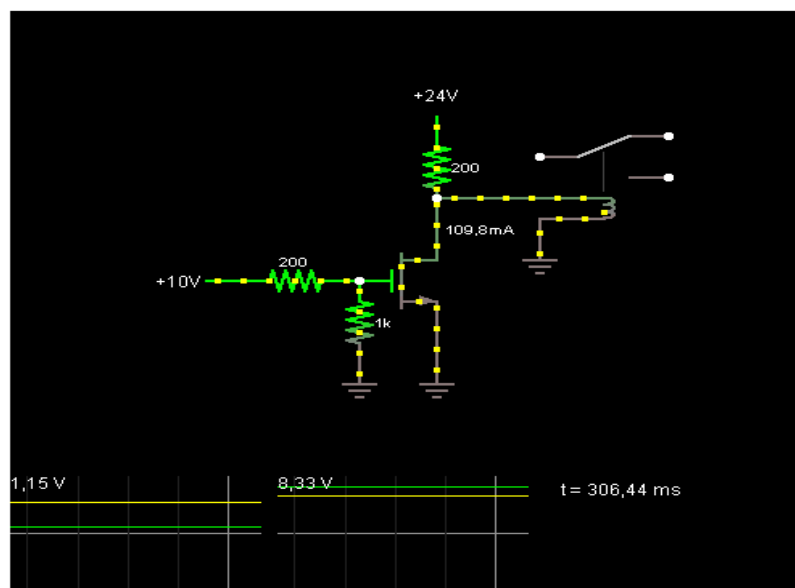 +24V
200
109,8mA
200
+10V
1k
1,15 V
8,33 V
t = 306,44 ms